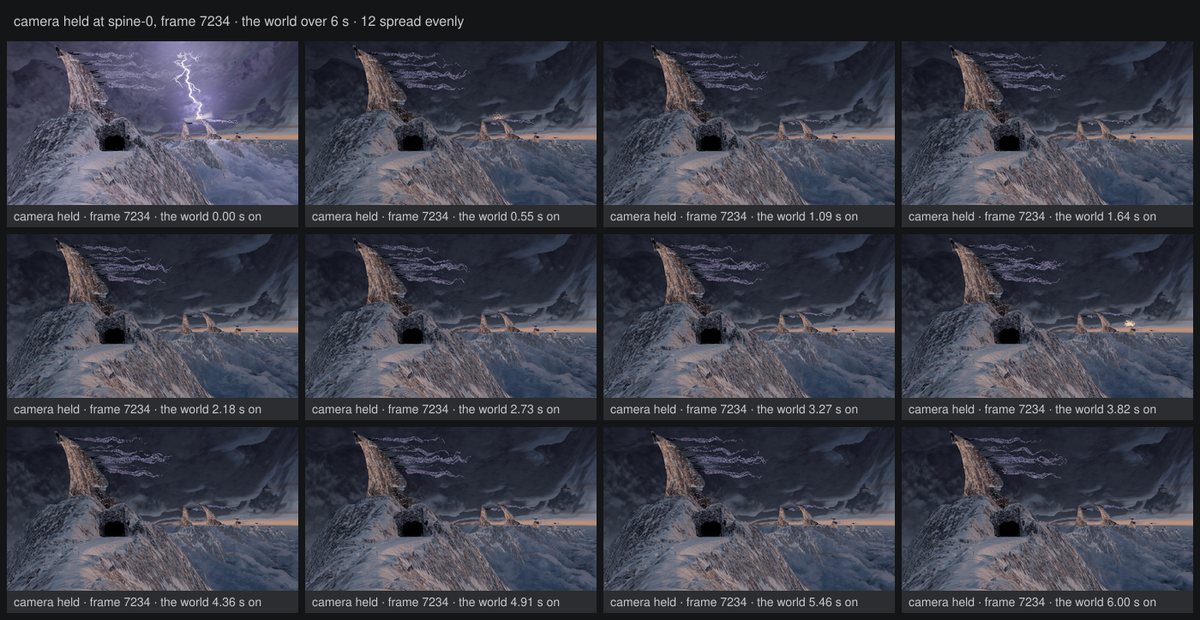 camera held at spine-0, frame 7234 · the world over 6 s · 12 spread evenly
camera held · frame 7234 · the world 0.00 s on
camera held · frame 7234 · the world 0.55 s on
camera held · frame 7234 · the world 1.09 s on
camera held · frame 7234 · the world 1.64 s on
camera held · frame 7234 · the world 2.18 s on
camera held · frame 7234 · the world 2.73 s on
camera held · frame 7234 · the world 3.27 s on
camera held · frame 7234 · the world 3.82 s on
camera held · frame 7234 · the world 4.36 s on
camera held · frame 7234 · the world 4.91 s on
camera held · frame 7234 · the world 5.46 s on
camera held · frame 7234 · the world 6.00 s on